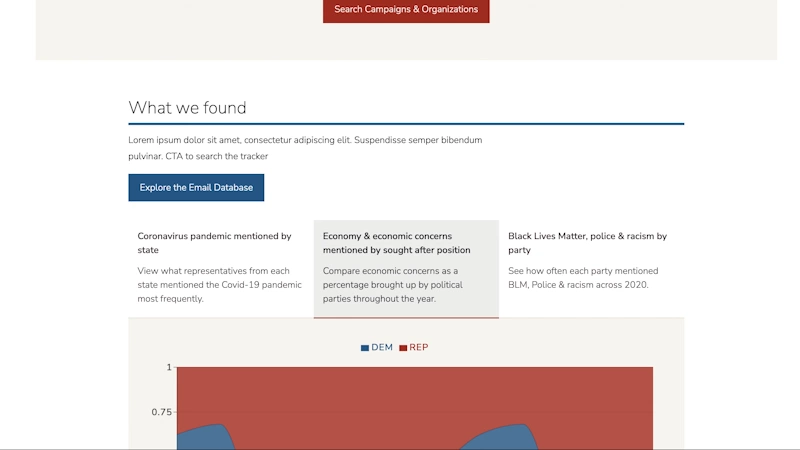 Search Campaigns & Organizations
What we found
Lorem ipsum dolor sit amet, consectetur adipiscing elit. Suspendisse semper bibendum
pulvinar. CTA to search the tracker
Explore the Email Database
Coronavirus pandemic mentioned by
state
View what representatives from each
state mentioned the Covid-19 pandemic
most frequently.
Economy & economic concerns
mentioned by sought after position
Compare economic concerns as a
percentage brought up by political
parties throughout the year.
Black Lives Matter, police & racism by
party
See how often each party mentioned
BLM, Police & racism across 2020.
DEM REP
1
0.75